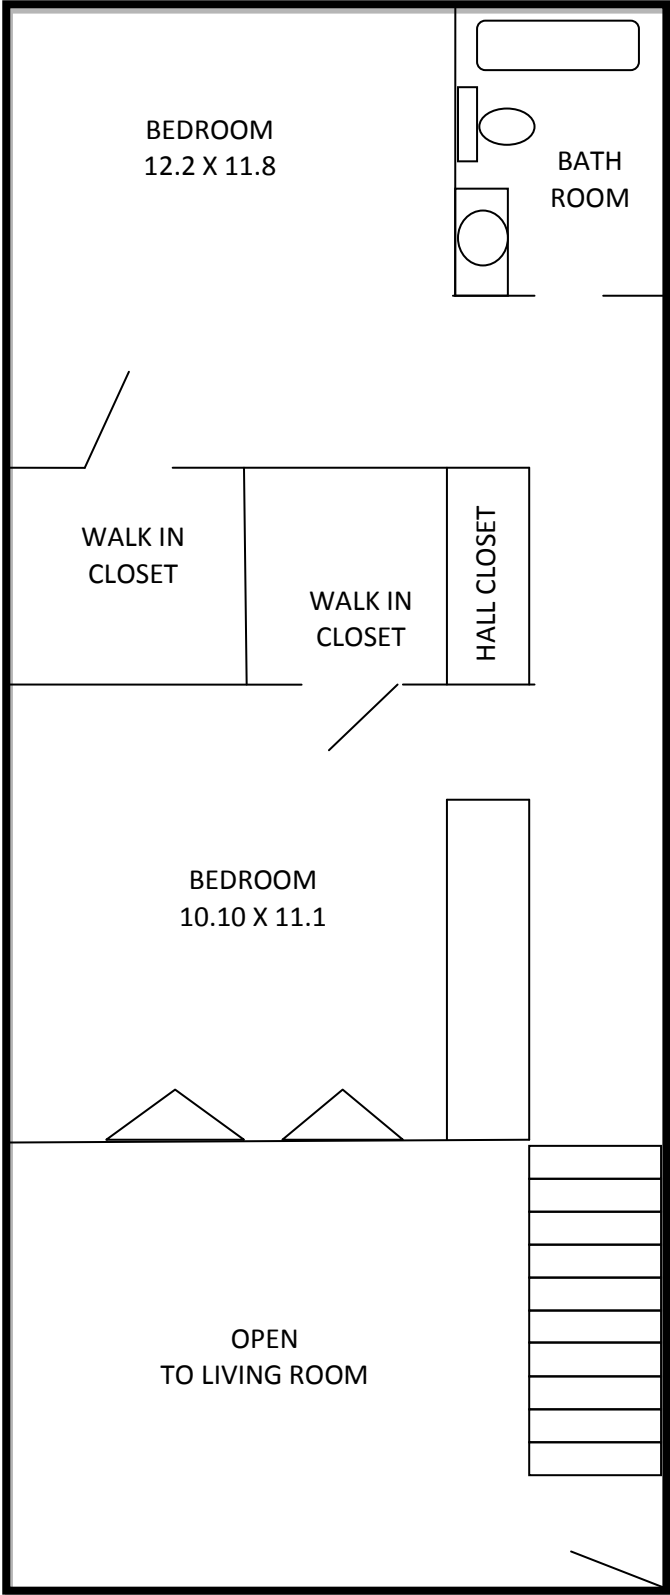 BEDROOM
12.2 X 11.8
BATH
ROOM
WALK IN
CLOSET
WALK IN
CLOSET
HALL CLOSET
BEDROOM
10.10 X 11.1
OPEN
TO LIVING ROOM